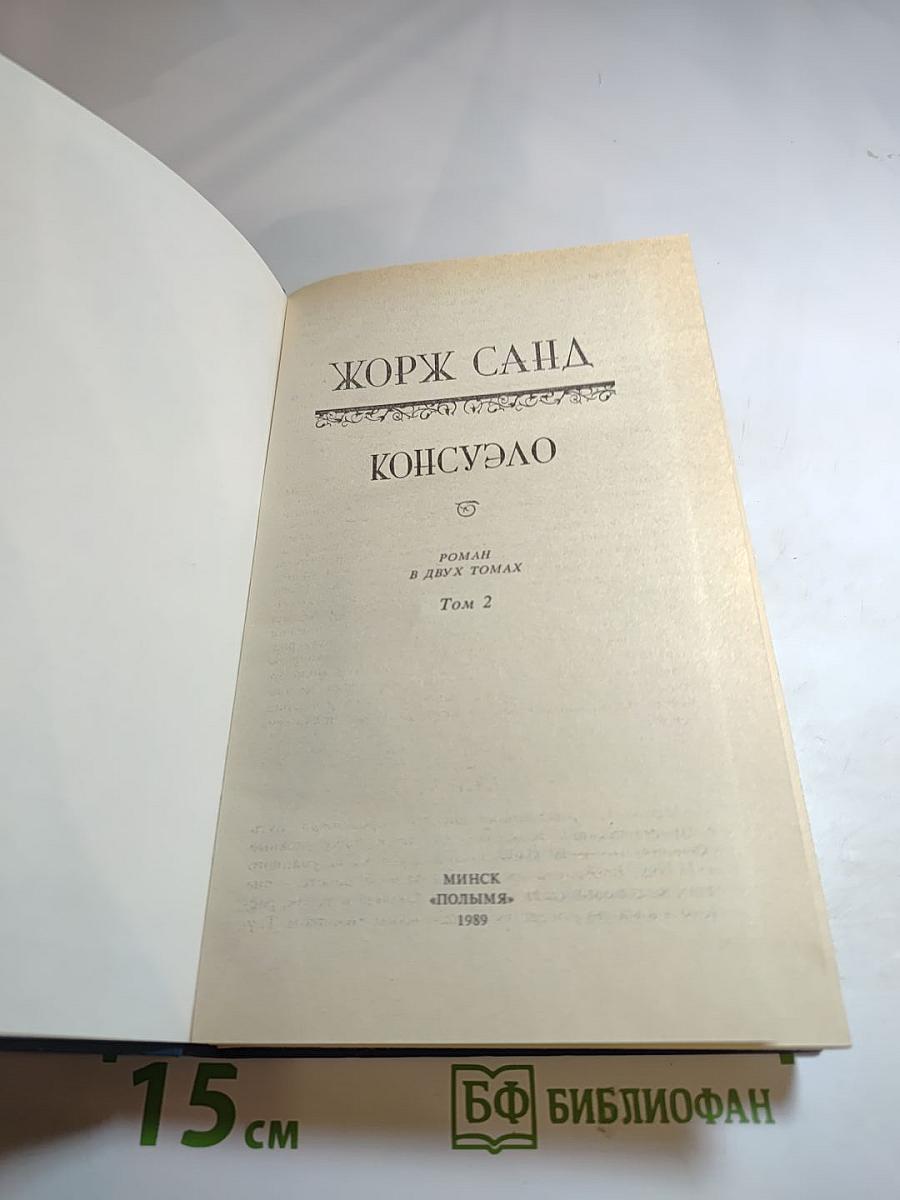 ЖОРЖ САНД
КОНСУЭЛО
РОМАН
В ДВУХ ТОМАХ
Том 2
МИНСК
«ПОЛЫМЯ»
1989
15 см
БФ БИБЛИОФАН